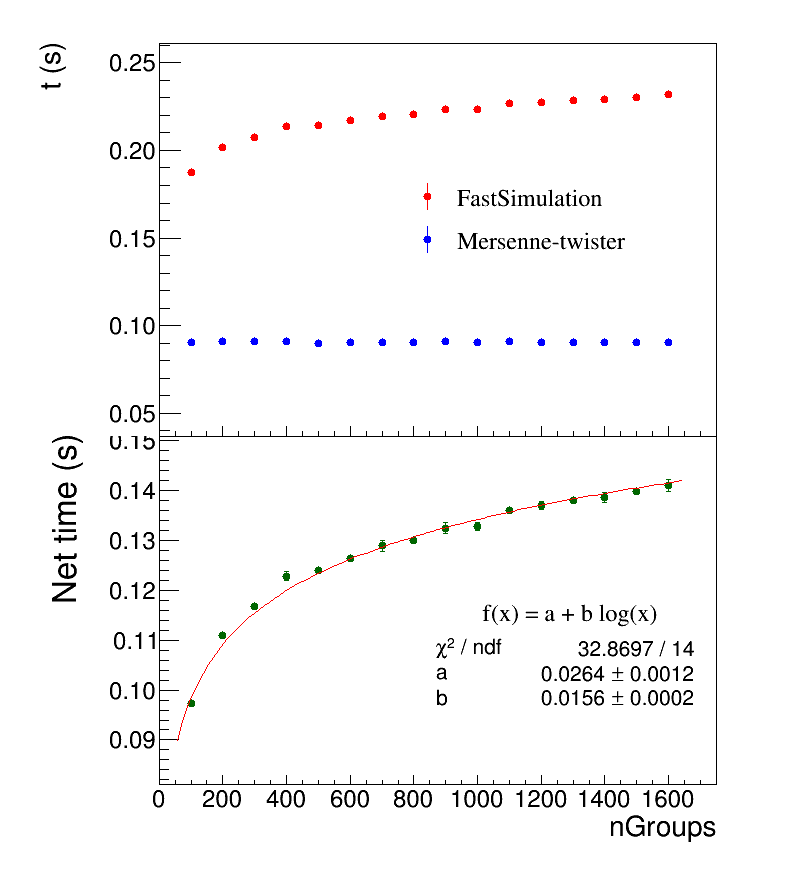 t (s)
0.25
0.20
0.15
0.10
0.05
FastSimulation
Mersenne-twister
Net time (s)
0.15
0.14
0.13
0.12
0.11
0.10
0.09
f(x) = a + b log(x)
χ² / ndf 32.8697 / 14
a 0.0264 ± 0.0012
b 0.0156 ± 0.0002
0 200 400 600 800 1000 1200 1400 1600
nGroups